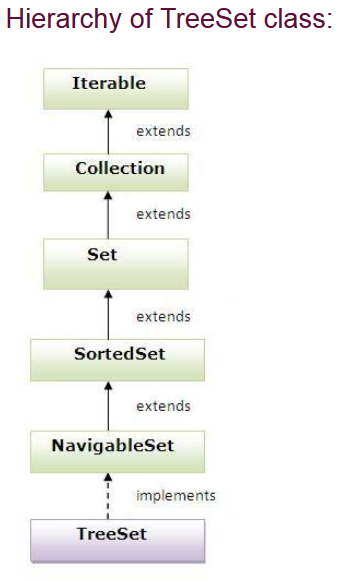 Hierarchy of TreeSet class:
Iterable
extends
Collection
extends
Set
extends
SortedSet
extends
NavigableSet
implements
TreeSet